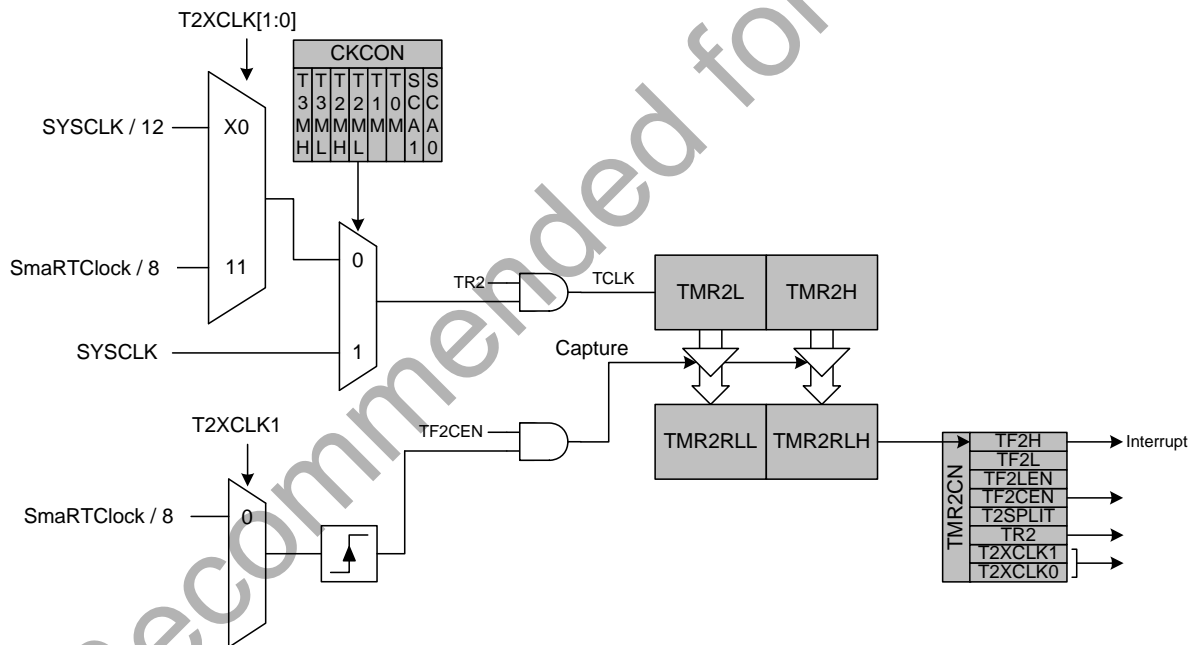 T2XCLK[1:0]
CKCON
T3MH T3ML T2MH T2ML T1M T0M SCA1 SCA0
SYSCLK / 12
X0
SmaRTClock / 8
11
0
SYSCLK
1
TR2
TCLK
TMR2L
TMR2H
Capture
T2XCLK1
TF2CEN
TMR2RLL
TMR2RLH
SmaRTClock / 8
0
TMR2CN
TF2H
Interrupt
TF2L
TF2LEN
TF2CEN
T2SPLIT
TR2
T2XCLK1
T2XCLK0
Recommended for